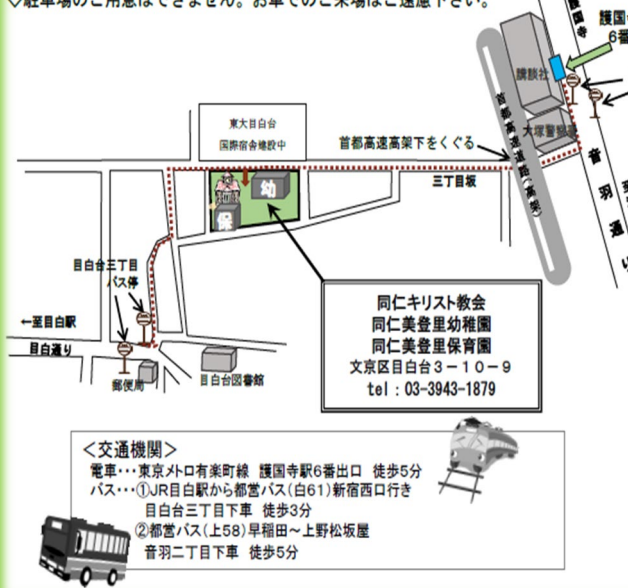 ◇駐車場のご用意はできません。お車でのご来場はご遠慮下さい。
護国寺
護国
6番
講談社
大塚警察署
東大目白台
国際宿舎建設中
首都高速高架下をくぐる
首都高速道路(高架)
三丁目坂
音羽通り
幼
保
目白台三丁目
バス停
←至目白駅
目白通り
郵便局
目白台図書館
同仁キリスト教会
同仁美登里幼稚園
同仁美登里保育園
文京区目白台3-10-9
tel:03-3943-1879
<交通機関>
電車・・・東京メトロ有楽町線 護国寺駅6番出口 徒歩5分
バス・・・①JR目白駅から都営バス(白61)新宿西口行き
目白台三丁目下車 徒歩3分
②都営バス(上58)早稲田~上野松坂屋
音羽二丁目下車 徒歩5分